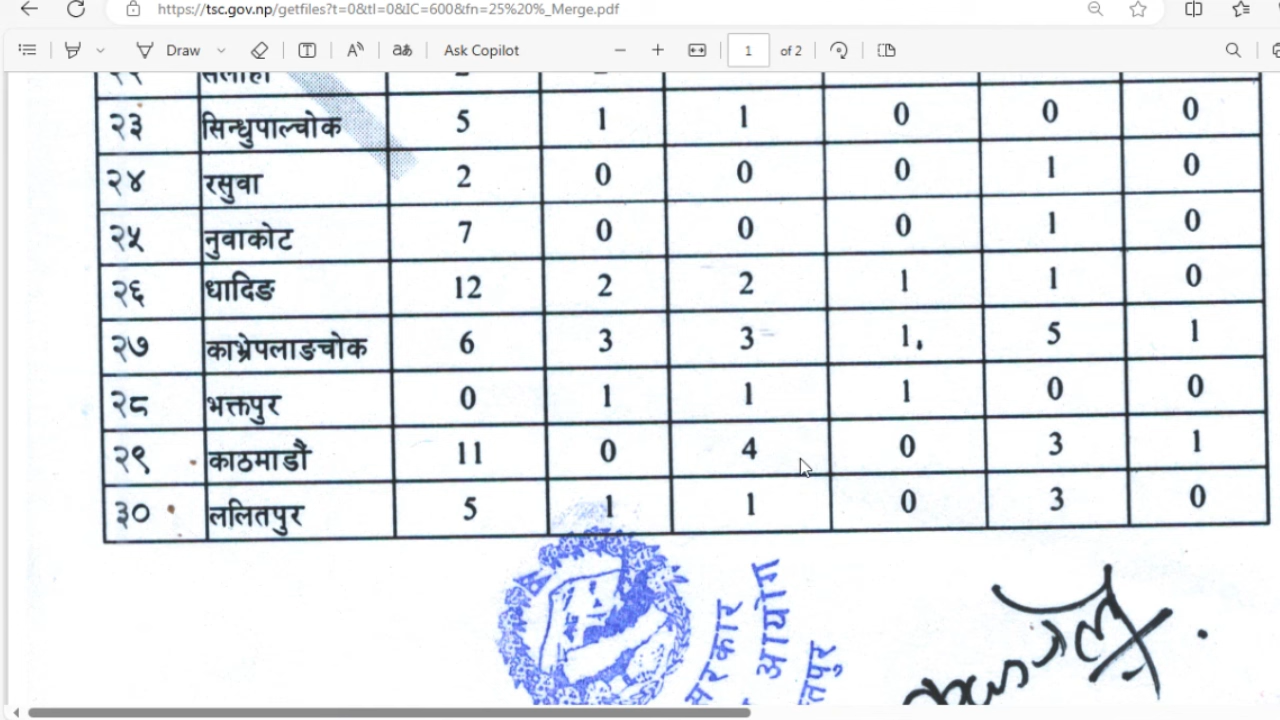 https://tsc.gov.np/getfiles?t=0&tl=0&IC=600&fn=25%20%_Merge.pdf
Draw Ask Copilot 1 of 2
२३ सिन्धुपाल्चोक 5 1 1 0 0 0
२४ रसुवा 2 0 0 0 1 0
२५ नुवाकोट 7 0 0 0 1 0
२६ धादिङ 12 2 2 1 1 0
२७ काभ्रेपलाञ्चोक 6 3 3 1 5 1
२८ भक्तपुर 0 1 1 1 0 0
२९ काठमाडौं 11 0 4 0 3 1
३० ललितपुर 5 1 1 0 3 0
सरकार
आयोग
तपुर